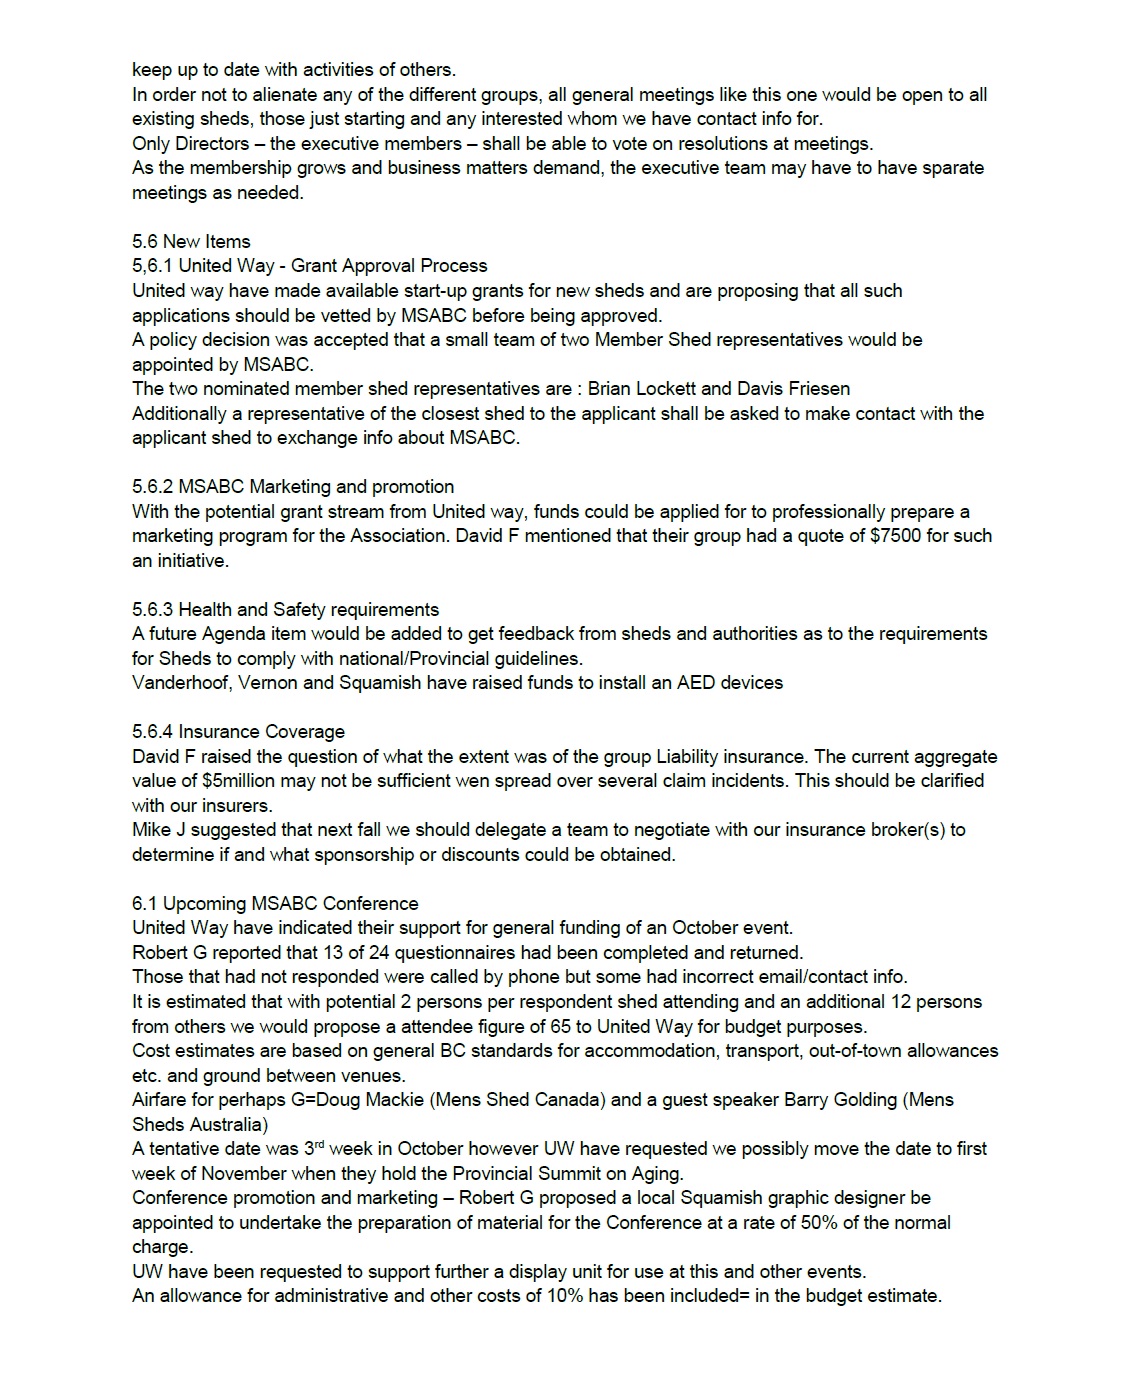 keep up to date with activities of others.
In order not to alienate any of the different groups, all general meetings like this one would be open to all
existing sheds, those just starting and any interested whom we have contact info for.
Only Directors – the executive members – shall be able to vote on resolutions at meetings.
As the membership grows and business matters demand, the executive team may have to have sparate
meetings as needed.
5.6 New Items
5,6.1 United Way - Grant Approval Process
United way have made available start-up grants for new sheds and are proposing that all such
applications should be vetted by MSABC before being approved.
A policy decision was accepted that a small team of two Member Shed representatives would be
appointed by MSABC.
The two nominated member shed representatives are : Brian Lockett and Davis Friesen
Additionally a representative of the closest shed to the applicant shall be asked to make contact with the
applicant shed to exchange info about MSABC.
5.6.2 MSABC Marketing and promotion
With the potential grant stream from United way, funds could be applied for to professionally prepare a
marketing program for the Association. David F mentioned that their group had a quote of $7500 for such
an initiative.
5.6.3 Health and Safety requirements
A future Agenda item would be added to get feedback from sheds and authorities as to the requirements
for Sheds to comply with national/Provincial guidelines.
Vanderhoof, Vernon and Squamish have raised funds to install an AED devices
5.6.4 Insurance Coverage
David F raised the question of what the extent was of the group Liability insurance. The current aggregate
value of $5million may not be sufficient wen spread over several claim incidents. This should be clarified
with our insurers.
Mike J suggested that next fall we should delegate a team to negotiate with our insurance broker(s) to
determine if and what sponsorship or discounts could be obtained.
6.1 Upcoming MSABC Conference
United Way have indicated their support for general funding of an October event.
Robert G reported that 13 of 24 questionnaires had been completed and returned.
Those that had not responded were called by phone but some had incorrect email/contact info.
It is estimated that with potential 2 persons per respondent shed attending and an additional 12 persons
from others we would propose a attendee figure of 65 to United Way for budget purposes.
Cost estimates are based on general BC standards for accommodation, transport, out-of-town allowances
etc. and ground between venues.
Airfare for perhaps G=Doug Mackie (Mens Shed Canada) and a guest speaker Barry Golding (Mens
Sheds Australia)
A tentative date was 3rd week in October however UW have requested we possibly move the date to first
week of November when they hold the Provincial Summit on Aging.
Conference promotion and marketing – Robert G proposed a local Squamish graphic designer be
appointed to undertake the preparation of material for the Conference at a rate of 50% of the normal
charge.
UW have been requested to support further a display unit for use at this and other events.
An allowance for administrative and other costs of 10% has been included= in the budget estimate.